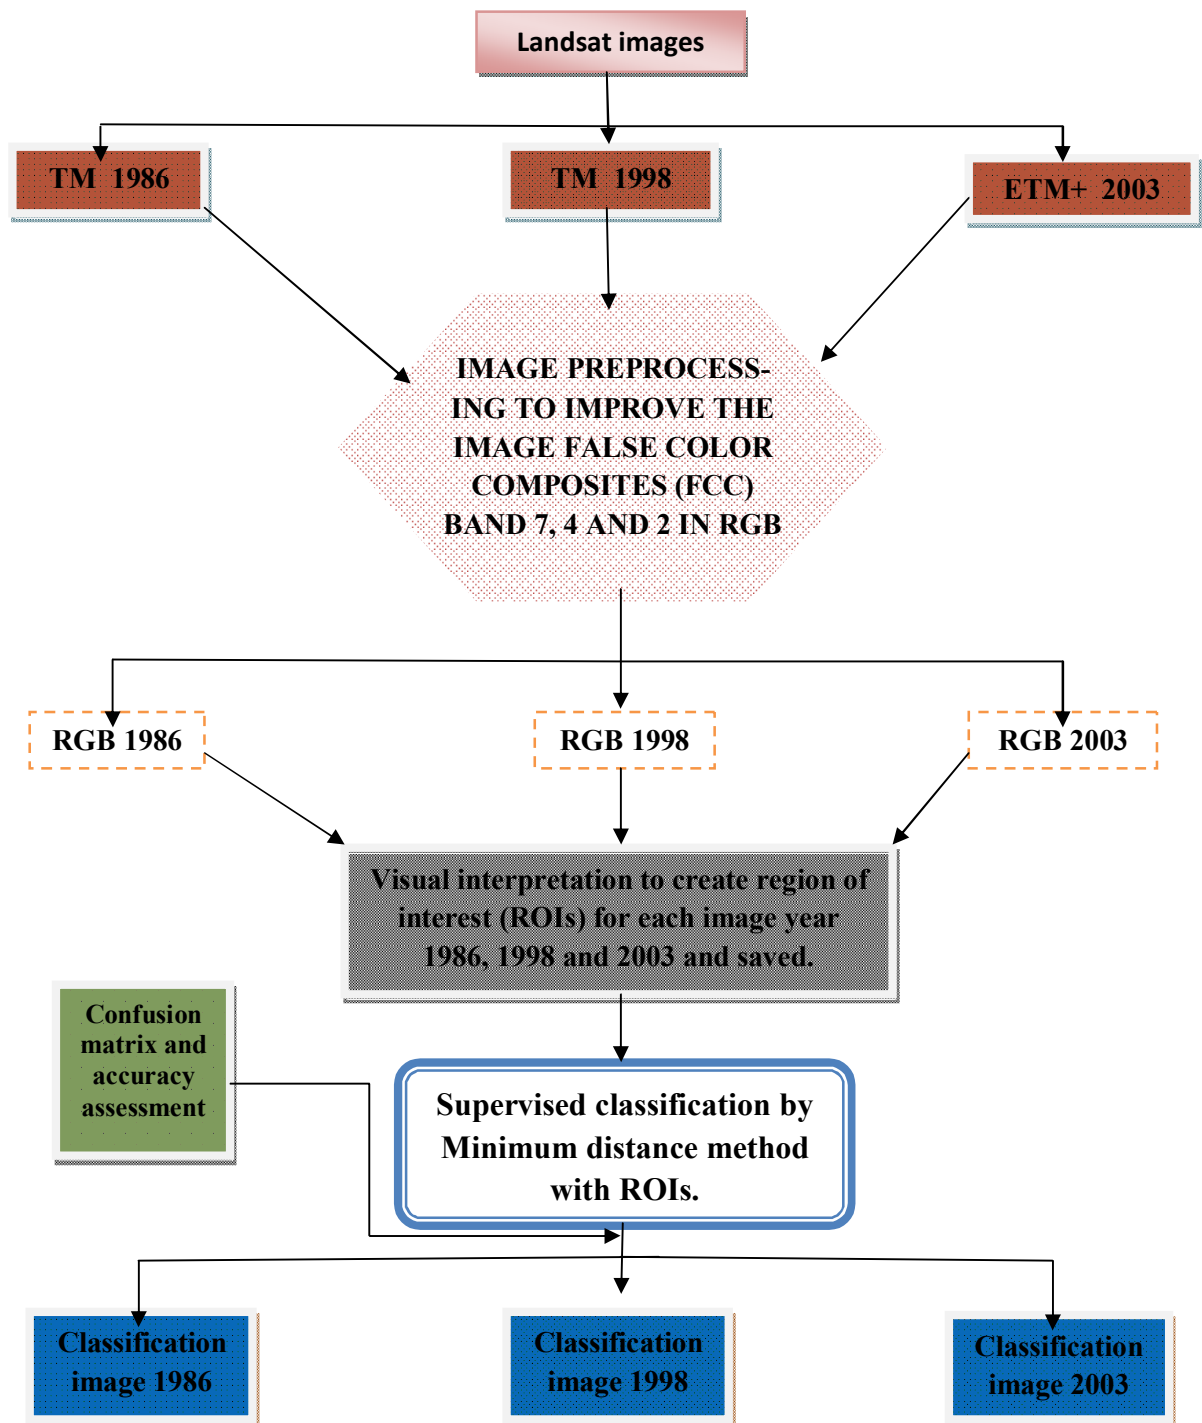 Landsat images
TM 1986
TM 1998
ETM+ 2003
IMAGE PREPROCESS-
ING TO IMPROVE THE
IMAGE FALSE COLOR
COMPOSITES (FCC)
BAND 7, 4 AND 2 IN RGB
RGB 1986
RGB 1998
RGB 2003
Visual interpretation to create region of
interest (ROIs) for each image year
1986, 1998 and 2003 and saved.
Confusion
matrix and
accuracy
assessment
Supervised classification by
Minimum distance method
with ROIs.
Classification
image 1986
Classification
image 1998
Classification
image 2003